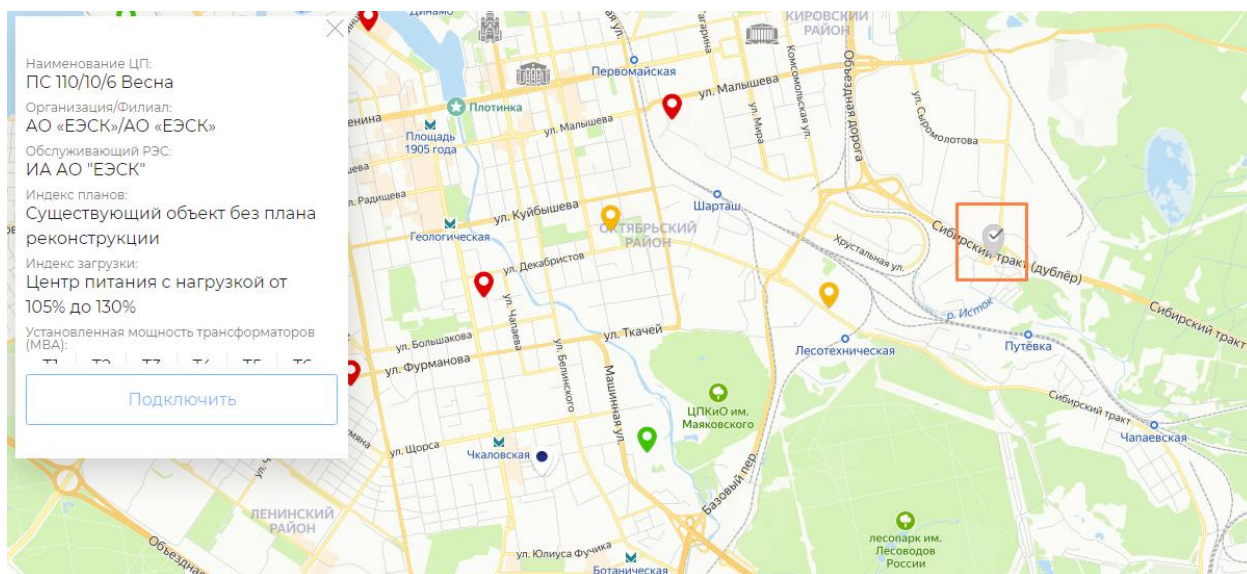 Наименование ЦП:
ПС 110/10/6 Весна
Организация/Филиал:
АО «ЕЭСК»/АО «ЕЭСК»
Обслуживающий РЭС:
ИА АО "ЕЭСК"
Индекс планов:
Существующий объект без плана
реконструкции
Индекс загрузки:
Центр питания с нагрузкой от
105% до 130%
Установленная мощность трансформаторов
(МВА):
Подключить
Динамо
КИРОВСКИЙ
РАЙОН
Первомайская
ул. Малышева
Плотинка
Площадь
1905 года
ул. Малышева
ул. Мира
Комсомольская ул.
Объездная дорога
ул. Сыромолотова
Шарташ
ул. Куйбышева
ОКТЯБРЬСКИЙ
РАЙОН
Геологическая
Хрустальная ул.
Сибирский тракт (дублёр)
ул. Декабристов
р. Исток
Сибирский тракт
ул. Чапаева
ул. Большакова
ул. Ткачей
Лесотехническая
Путёвка
ул. Фурманова
ул. Белинского
Машинная ул.
ЦПКиО им.
Маяковского
Сибирский тракт
Чапаевская
ул. Щорса
Чкаловская
Базовый пер.
ЛЕНИНСКИЙ
РАЙОН
лесопарк им.
Лесоводов
России
ул. Юлиуса Фучика
Ботаническая